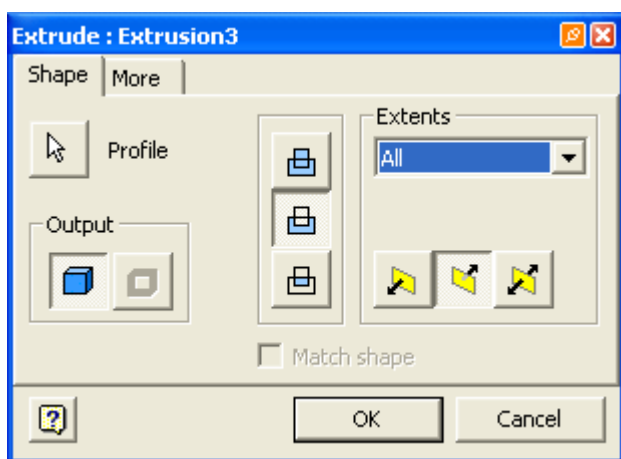 Extrude : Extrusion3
Shape
More
Profile
Extents
All
Output
Match shape
OK
Cancel